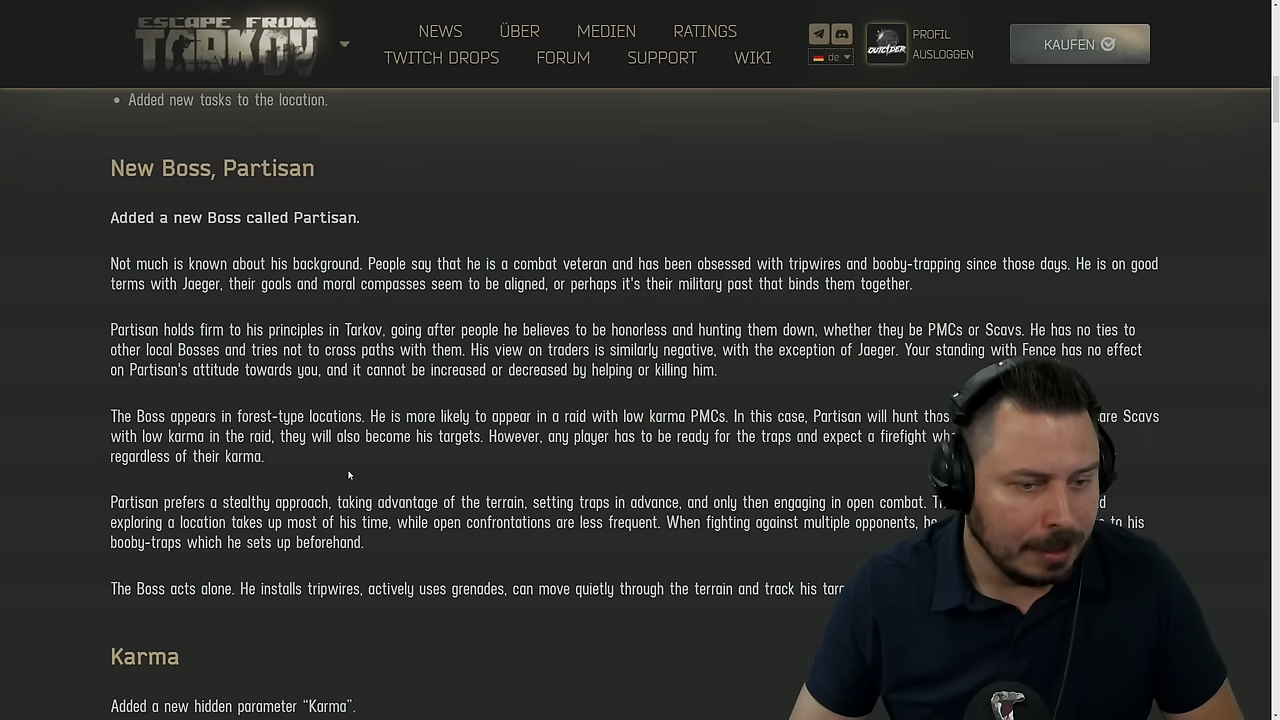 ESCAPE FROM TARKOV
NEWS ÜBER MEDIEN RATINGS
TWITCH DROPS FORUM SUPPORT WIKI
de
OUTCIDER
PROFIL
AUSLOGGEN
KAUFEN
• Added new tasks to the location.
New Boss, Partisan
Added a new Boss called Partisan.
Not much is known about his background. People say that he is a combat veteran and has been obsessed with tripwires and booby-trapping since those days. He is on good
terms with Jaeger, their goals and moral compasses seem to be aligned, or perhaps it's their military past that binds them together.
Partisan holds firm to his principles in Tarkov, going after people he believes to be honorless and hunting them down, whether they be PMCs or Scavs. He has no ties to
other local Bosses and tries not to cross paths with them. His view on traders is similarly negative, with the exception of Jaeger. Your standing with Fence has no effect
on Partisan's attitude towards you, and it cannot be increased or decreased by helping or killing him.
The Boss appears in forest-type locations. He is more likely to appear in a raid with low karma PMCs. In this case, Partisan will hunt are Scavs
with low karma in the raid, they will also become his targets. However, any player has to be ready for the traps and expect a firefight
regardless of their karma.
Partisan prefers a stealthy approach, taking advantage of the terrain, setting traps in advance, and only then engaging in open combat.
exploring a location takes up most of his time, while open confrontations are less frequent. When fighting against multiple opponents, he to his
booby-traps which he sets up beforehand.
The Boss acts alone. He installs tripwires, actively uses grenades, can move quietly through the terrain and track his
Karma
Added a new hidden parameter “Karma”.